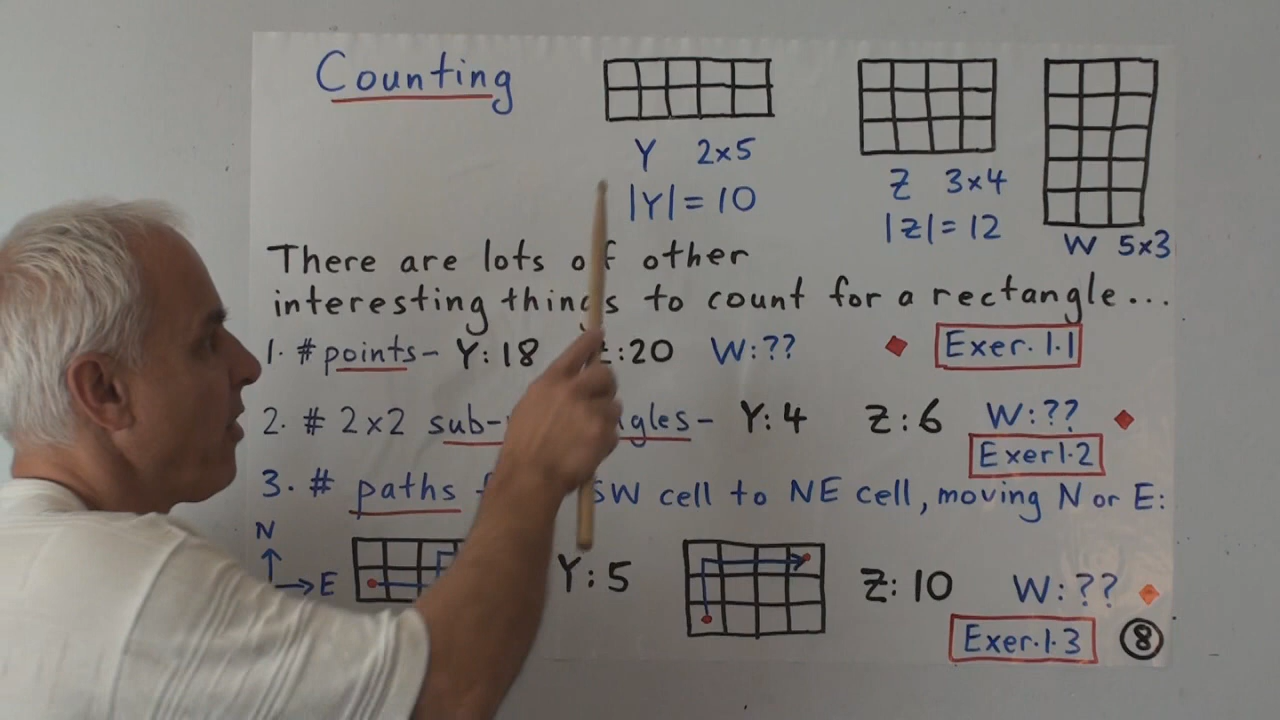 Counting
Y 2×5
|Y| = 10
Z 3×4
|Z| = 12
W 5×3
There are lots of other
interesting things to count for a rectangle...
1. # points - Y: 18 Z: 20 W: ?? Exer. 1.1
2. # 2×2 sub- - Y: 4 Z: 6 W: ??
Exer 1.2
3. # paths SW cell to NE cell, moving N or E:
N
E
Y: 5 Z: 10 W: ??
Exer. 1.3 8